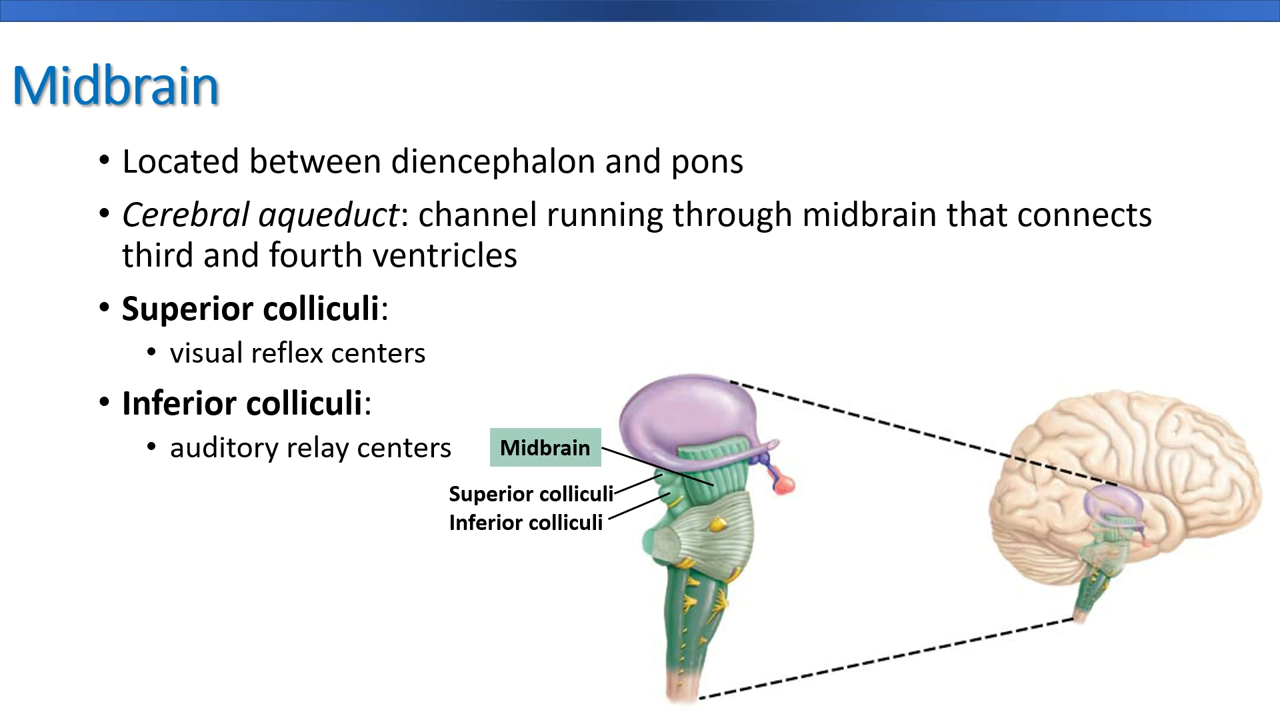 Midbrain
• Located between diencephalon and pons
• Cerebral aqueduct: channel running through midbrain that connects
third and fourth ventricles
• Superior colliculi:
• visual reflex centers
• Inferior colliculi:
• auditory relay centers
Midbrain
Superior colliculi
Inferior colliculi